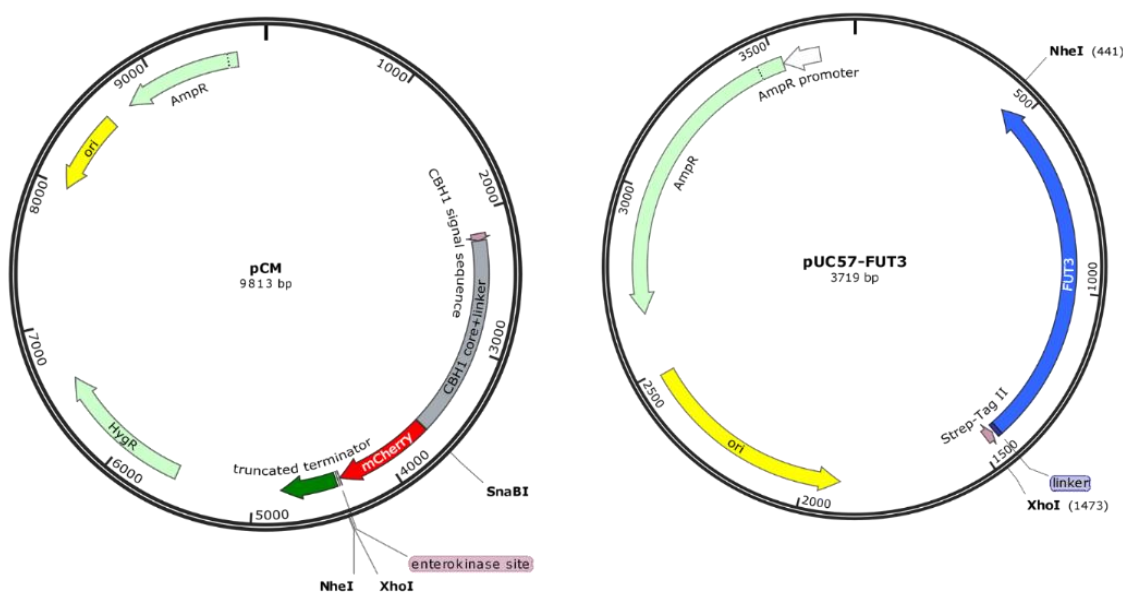 pCM
9813 bp
1000
2000
3000
4000
5000
6000
7000
8000
9000
AmpR
ori
HygR
CBH1 signal sequence
CBH1 core+linker
mCherry
truncated terminator
SnaBI
enterokinase site
NheI
XhoI
pUC57-FUT3
3719 bp
500
1000
1500
2000
2500
3000
3500
NheI (441)
AmpR promoter
AmpR
FUT3
Strep-Tag II
linker
XhoI (1473)
ori